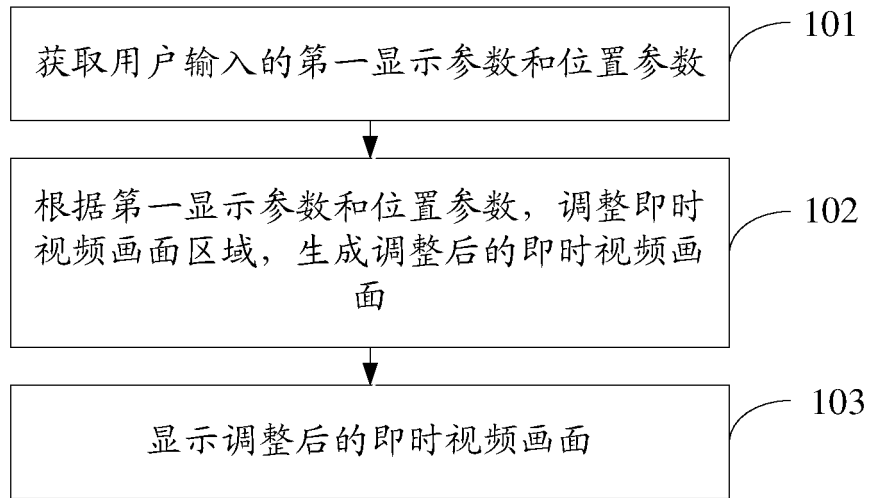 获取用户输入的第一显示参数和位置参数
101
根据第一显示参数和位置参数，调整即时
视频画面区域，生成调整后的即时视频画
面
102
显示调整后的即时视频画面
103